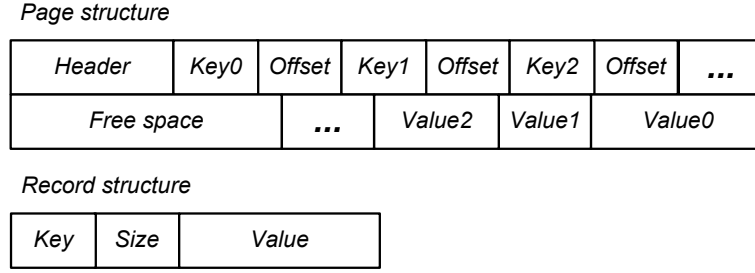 Page structure
Header Key0 Offset Key1 Offset Key2 Offset ...
Free space ... Value2 Value1 Value0
Record structure
Key Size Value